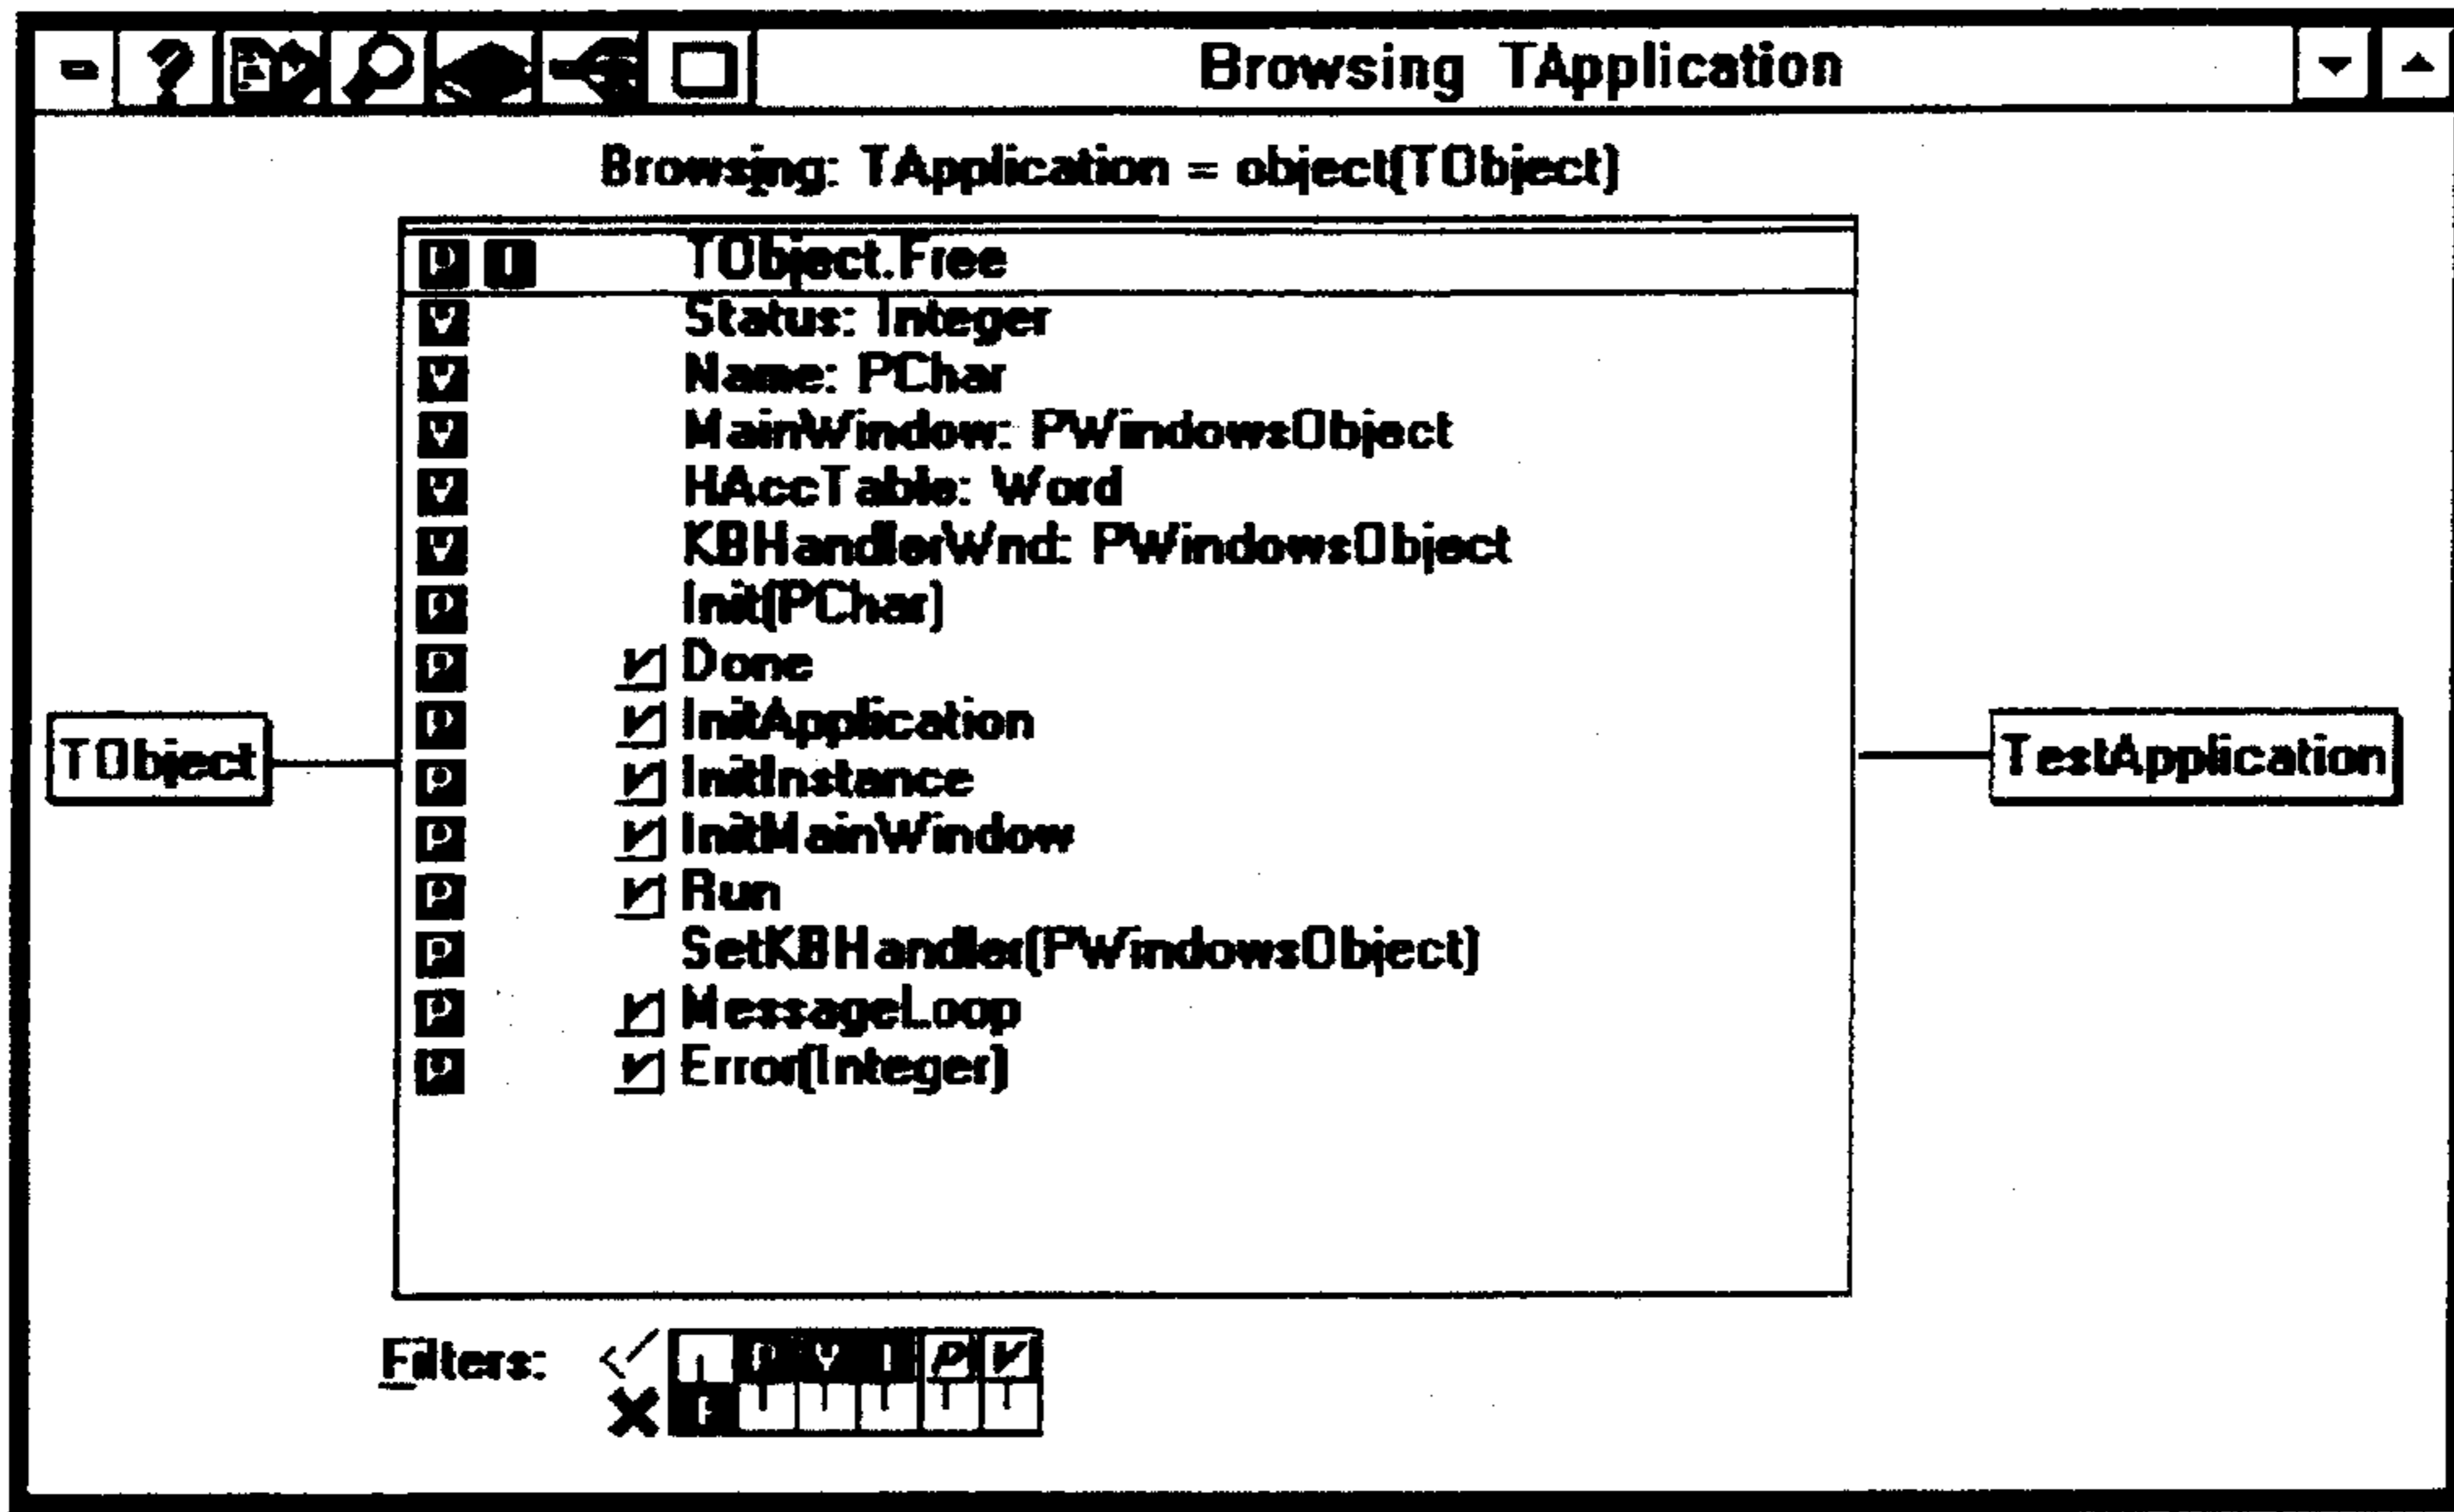 Browsing TApplication
Browsing: TApplication = object(TObject)
P I TObject.Free
V Status: Integer
V Name: PChar
V MainWindow: PWindowsObject
V HAccTable: Word
V KBHandlerWnd: PWindowsObject
P Init(PChar)
P V Done
P V InitApplication
P V InitInstance
P V InitMainWindow
P V Run
P SetKBHandler(PWindowsObject)
P V MessageLoop
P V Error(Integer)
TObject
TestApplication
Filters: